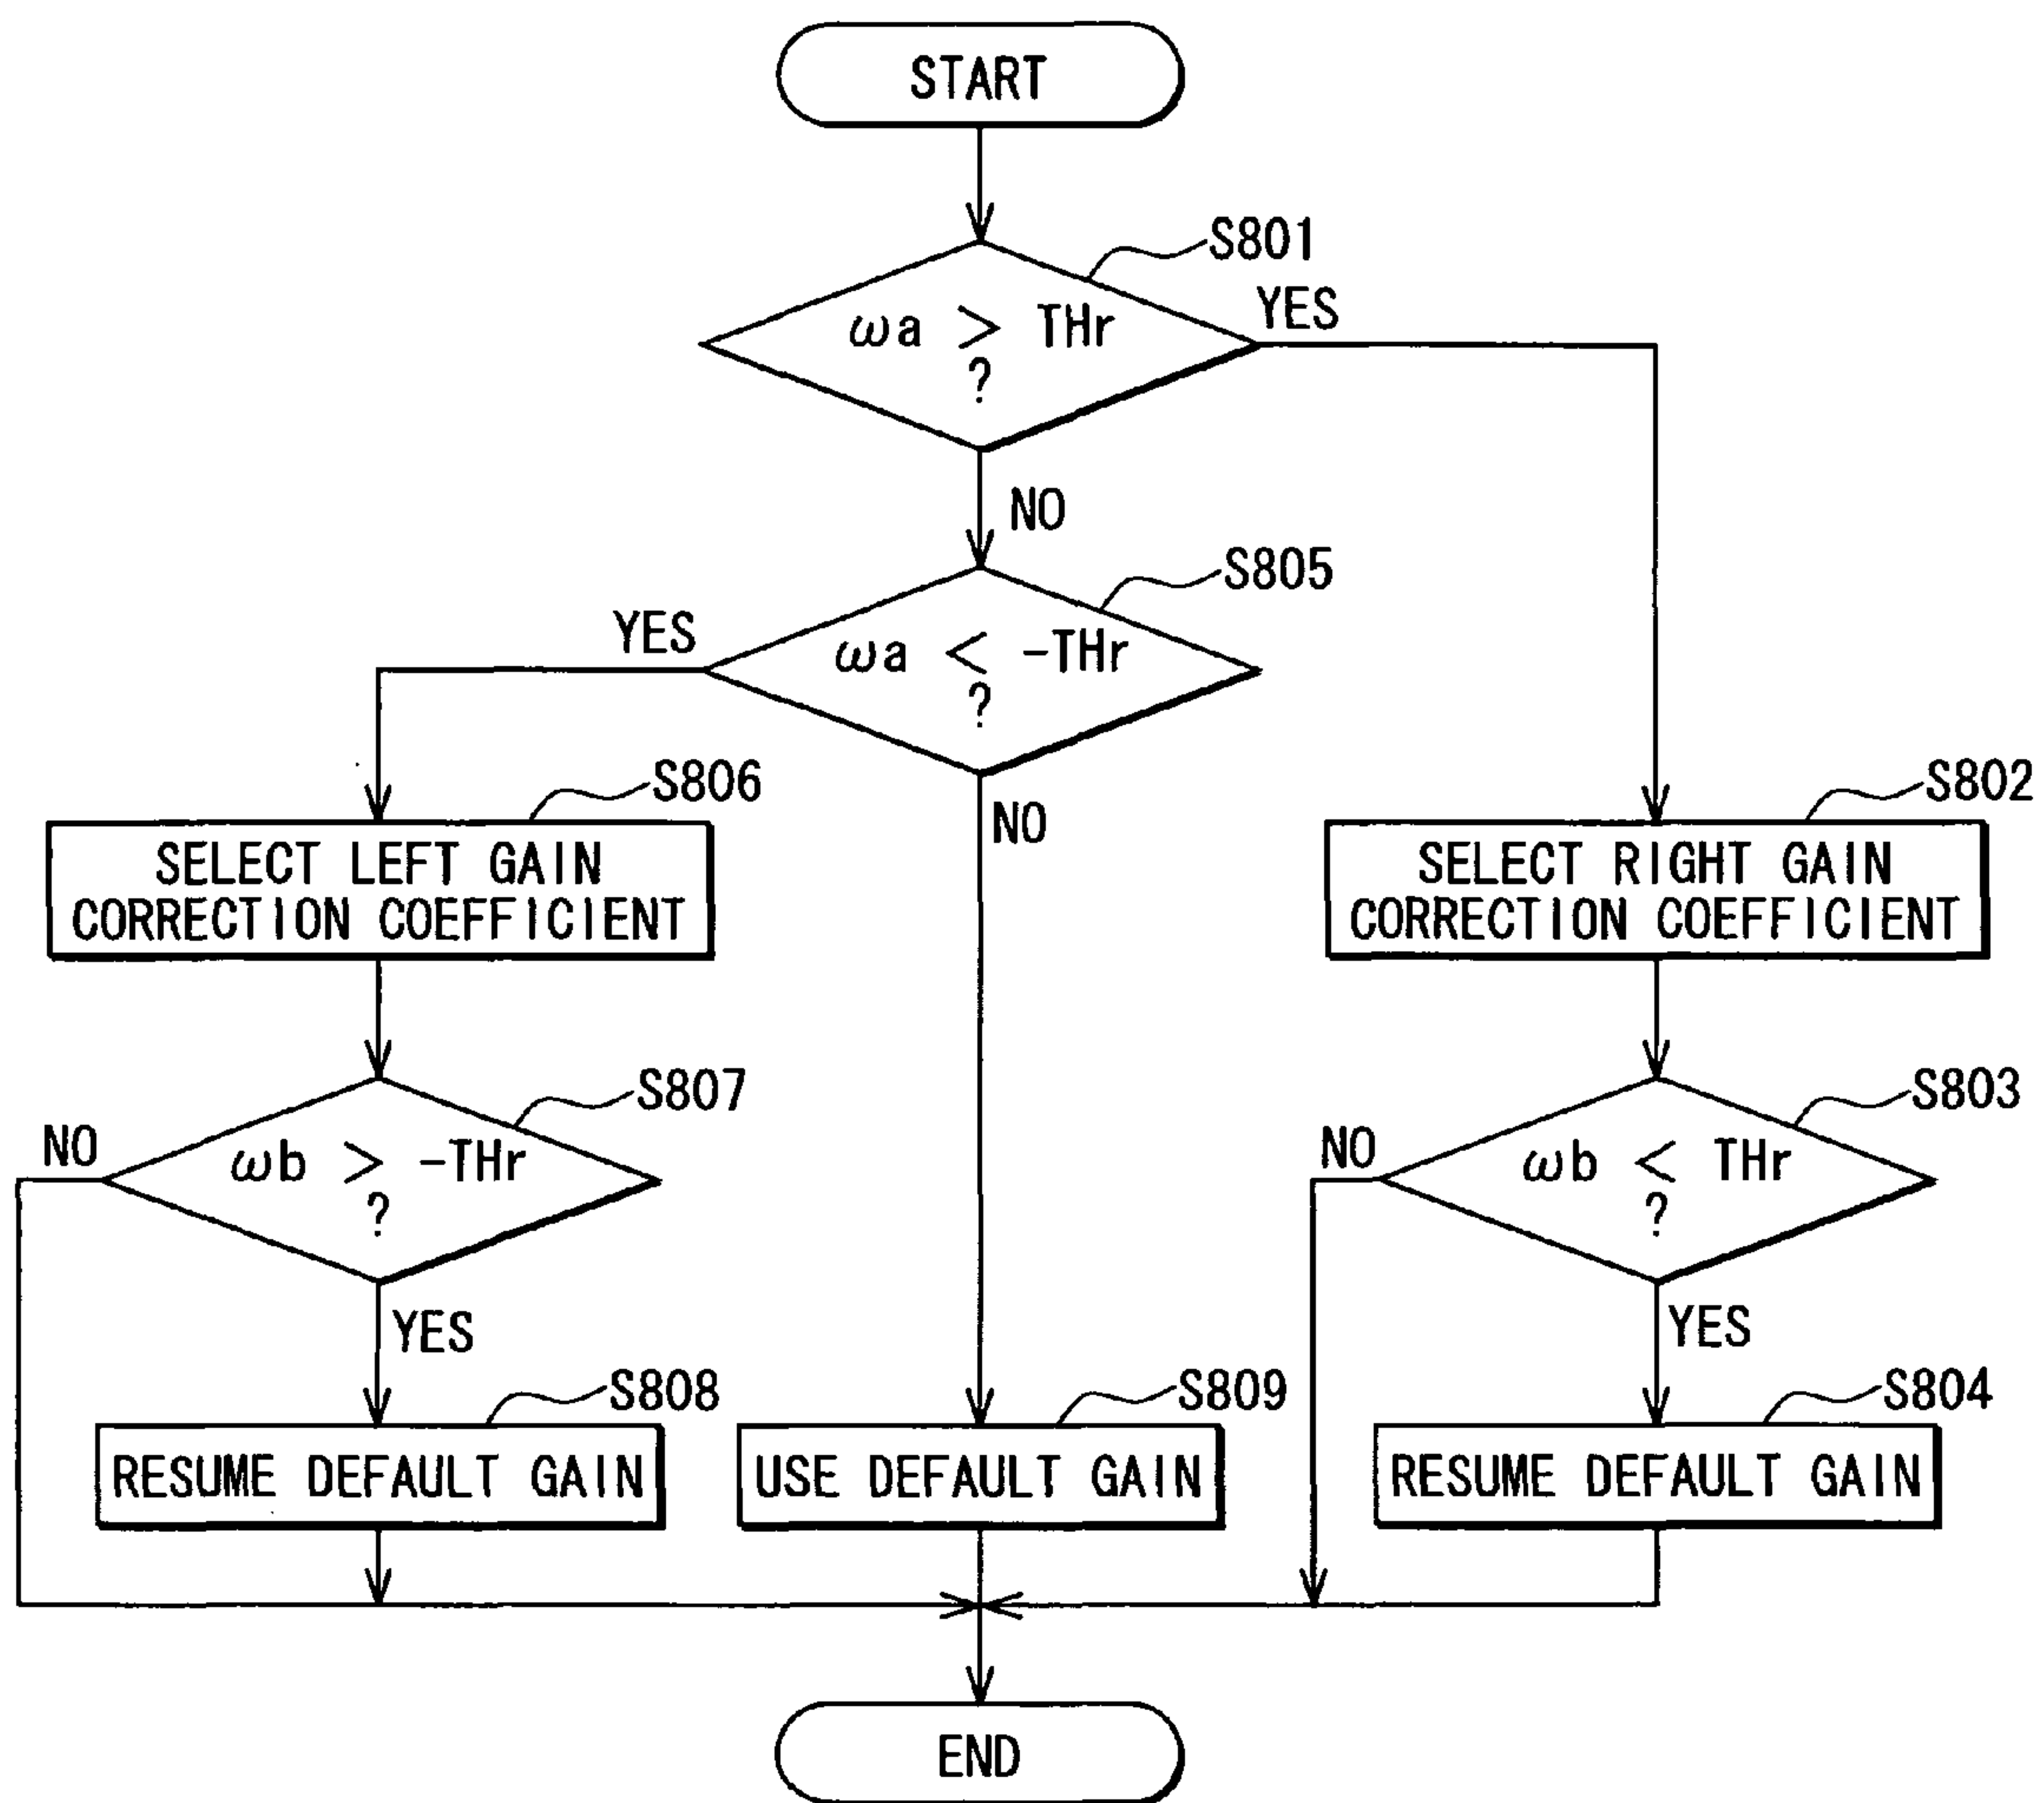 START
S801
ωa > THr
?
YES
NO
S805
YES
ωa < -THr
?
NO
S806
SELECT LEFT GAIN
CORRECTION COEFFICIENT
S802
SELECT RIGHT GAIN
CORRECTION COEFFICIENT
S807
NO
ωb > -THr
?
YES
S803
NO
ωb < THr
?
YES
S808
RESUME DEFAULT GAIN
S809
USE DEFAULT GAIN
S804
RESUME DEFAULT GAIN
END